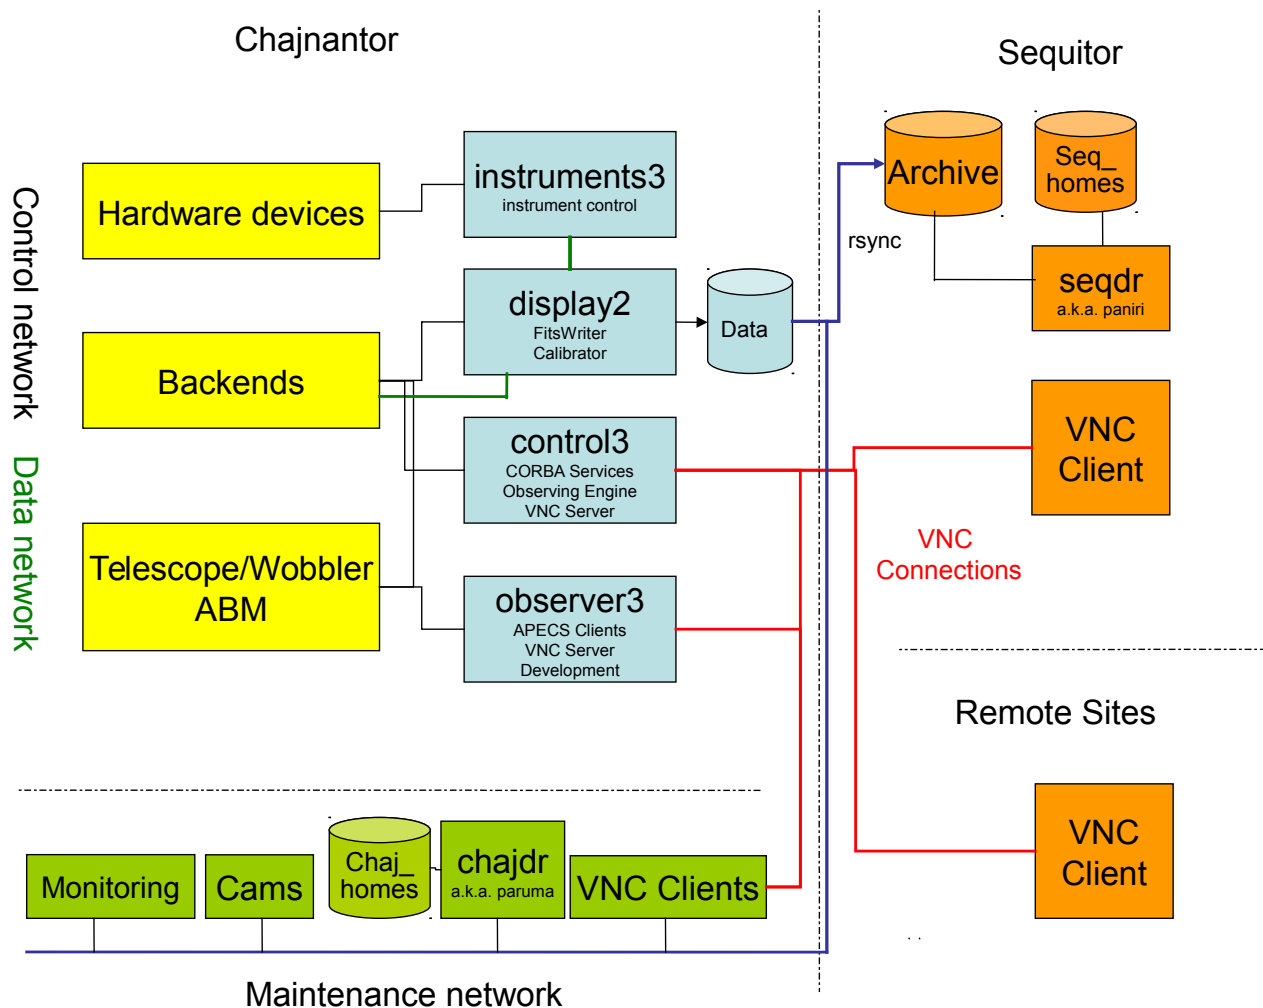 Chajnantor
Sequitor
Control network
Data network
Hardware devices
instruments3
instrument control
Archive
Seq_
homes
rsync
seqdr
a.k.a. paniri
Backends
display2
FitsWriter
Calibrator
Data
control3
CORBA Services
Observing Engine
VNC Server
VNC
Client
VNC
Connections
Telescope/Wobbler
ABM
observer3
APECS Clients
VNC Server
Development
Remote Sites
VNC
Client
Monitoring
Cams
Chaj_
homes
chajdr
a.k.a. paruma
VNC Clients
Maintenance network